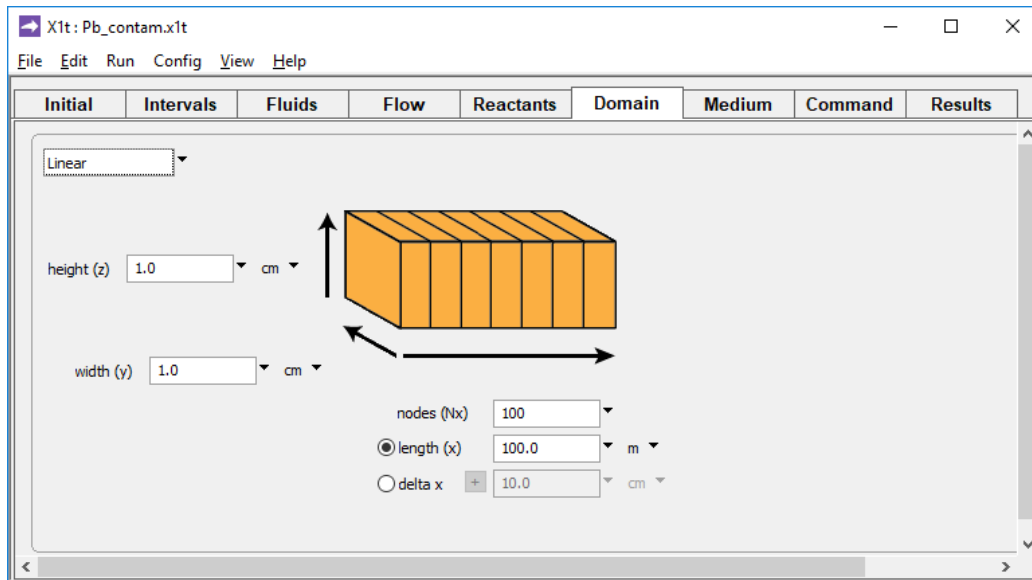 X1t : Pb_contam.x1t
File Edit Run Config View Help
Initial Intervals Fluids Flow Reactants Domain Medium Command Results
Linear
height (z) 1.0 cm
width (y) 1.0 cm
nodes (Nx) 100
length (x) 100.0 m
delta x + 10.0 cm